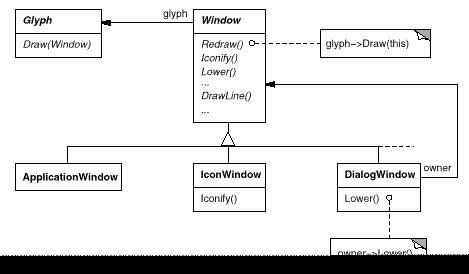 Glyph
Draw(Window)
glyph
Window
Redraw()
Iconify()
Lower()
...
DrawLine()
...
glyph->Draw(this)
ApplicationWindow
IconWindow
Iconify()
DialogWindow
Lower()
owner
owner->Lower()